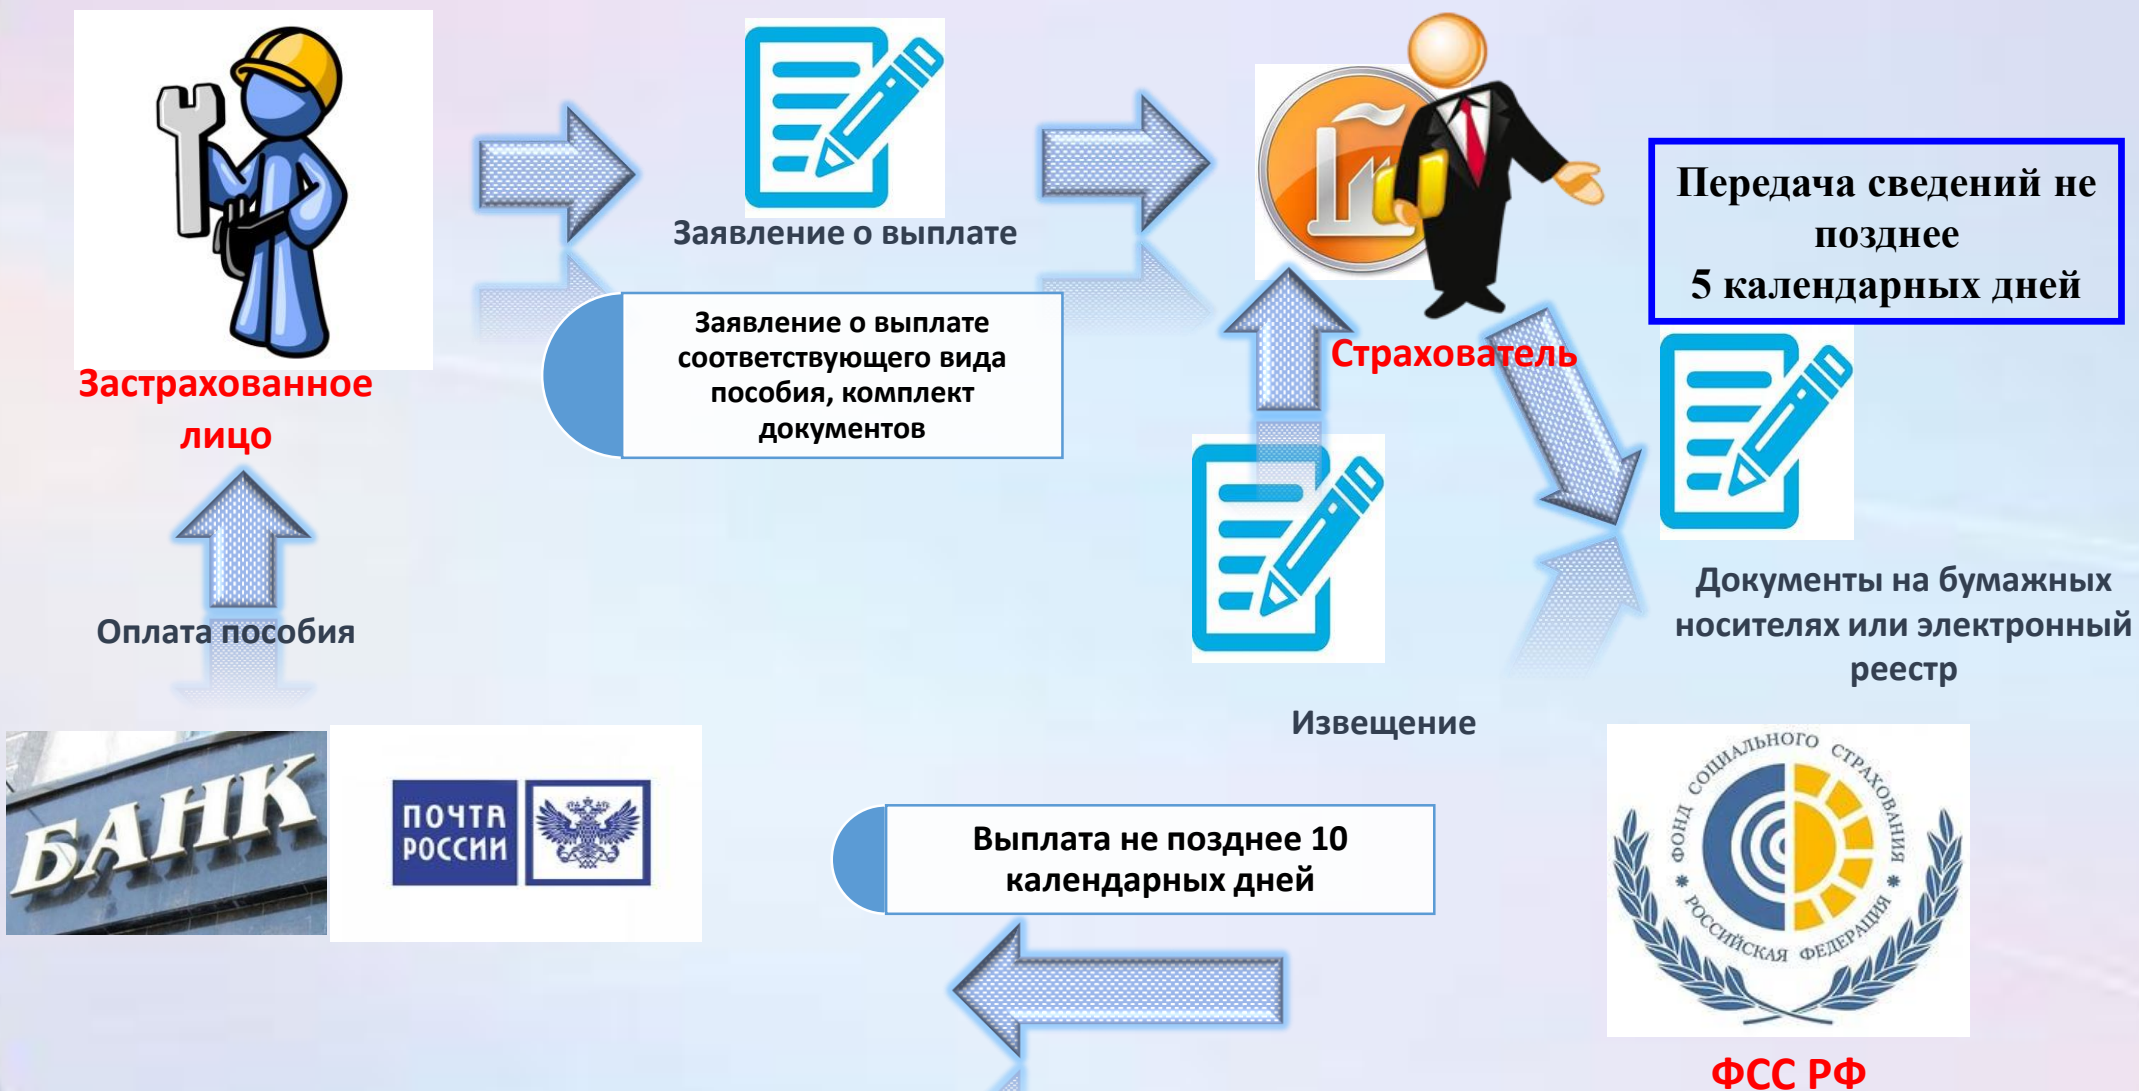 Заявление о выплате
Передача сведений не
позднее
5 календарных дней
Заявление о выплате
соответствующего вида
пособия, комплект
документов
Страхователь
Застрахованное
лицо
Документы на бумажных
носителях или электронный
реестр
Оплата пособия
Извещение
БАНК
ПОЧТА
РОССИИ
Выплата не позднее 10
календарных дней
ФОНД СОЦИАЛЬНОГО СТРАХОВАНИЯ
* РОССИЙСКАЯ ФЕДЕРАЦИЯ *
ФСС РФ